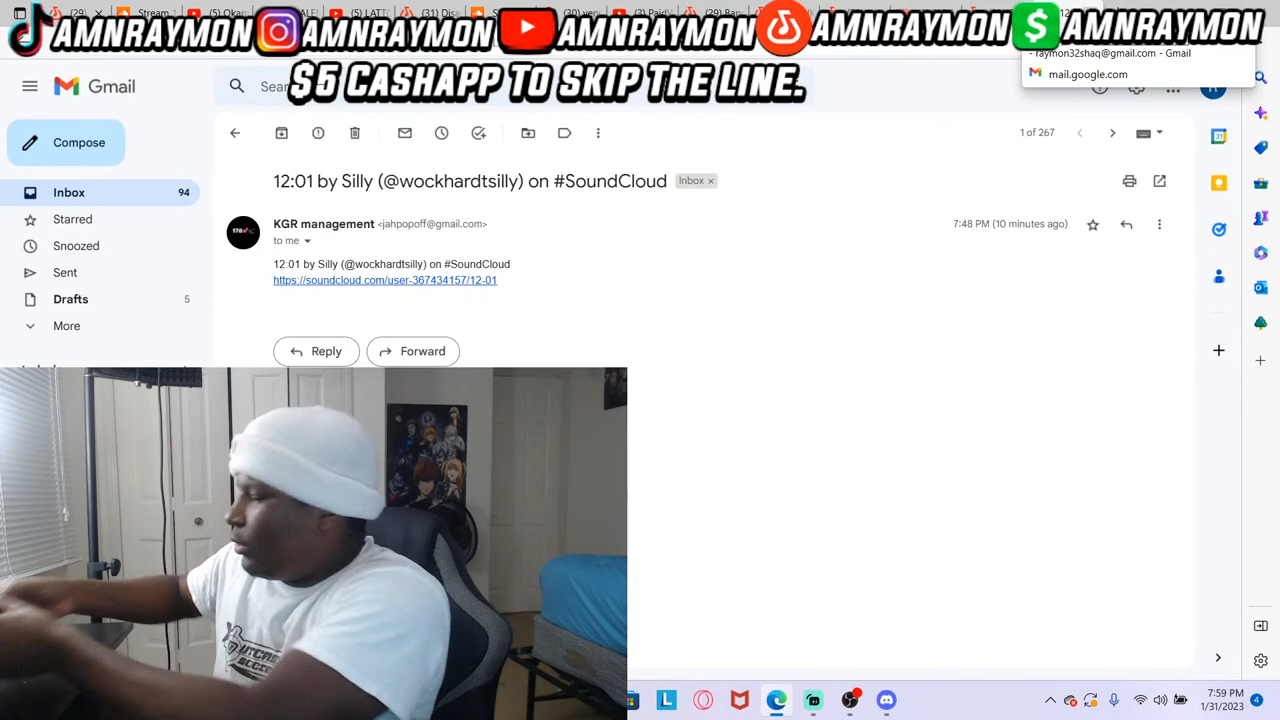 AMNRAYMON AMNRAYMON AMNRAYMON AMNRAYMON AMNRAYMON
$5 CASHAPP TO SKIP THE LINE.
- raymon32shaq@gmail.com - Gmail
mail.google.com
Gmail
Sear
Compose
1 of 267
12:01 by Silly (@wockhardtsilly) on #SoundCloud Inbox ×
Inbox 94
KGR management <jahpopoff@gmail.com>
7:48 PM (10 minutes ago)
to me
Starred
Snoozed
12:01 by Silly (@wockhardtsilly) on #SoundCloud
Sent
https://soundcloud.com/user-367434157/12-01
Drafts 5
More
Reply Forward
7:59 PM
1/31/2023
4